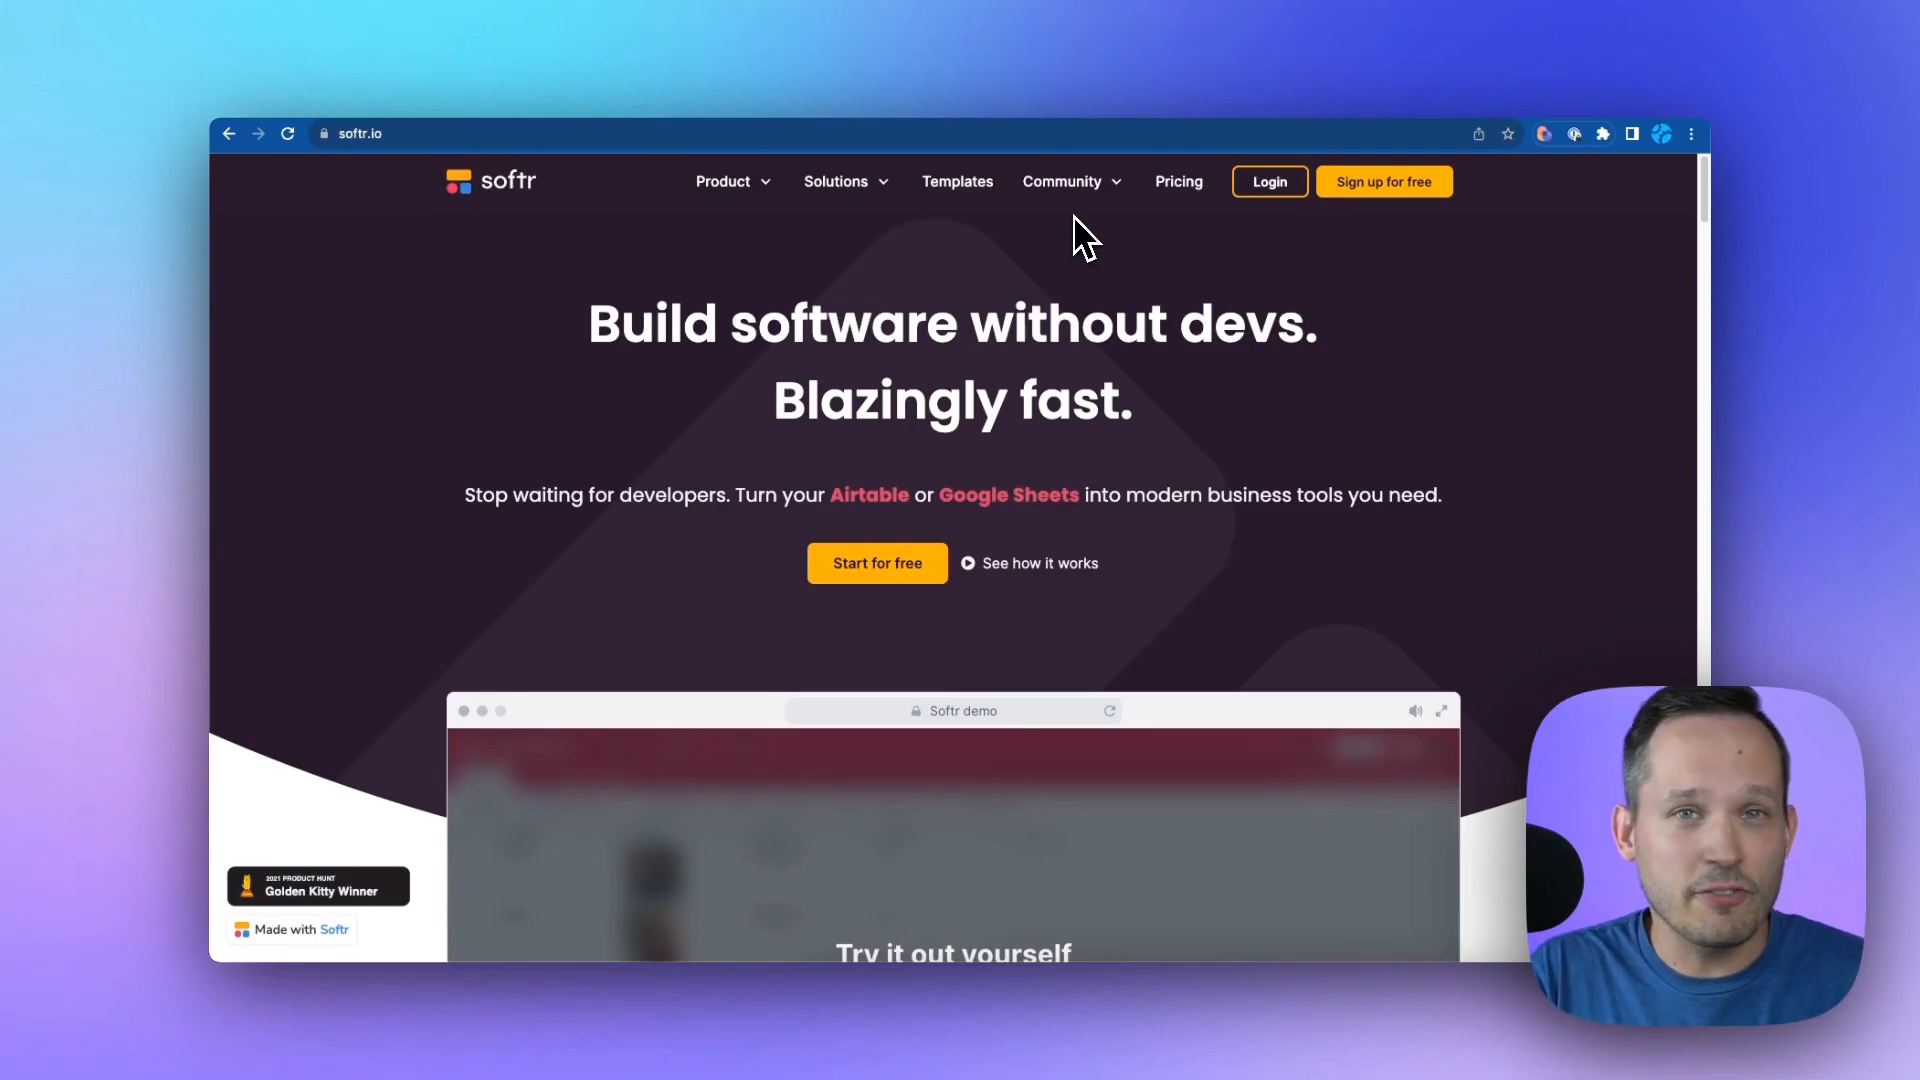 softr.io
softr
Product
Solutions
Templates
Community
Pricing
Login
Sign up for free
Build software without devs.
Blazingly fast.
Stop waiting for developers. Turn your Airtable or Google Sheets into modern business tools you need.
Start for free
See how it works
Softr demo
2021 PRODUCT HUNT
Golden Kitty Winner
Made with Softr
Try it out yourself